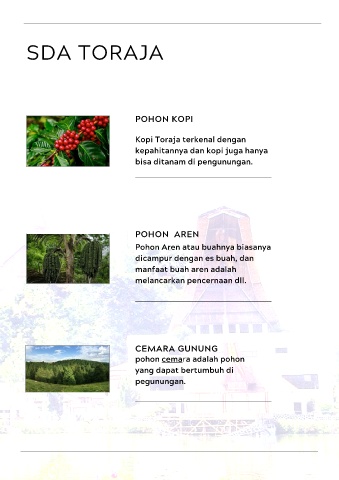 SDA TORAJA
POHON KOPI
Kopi Toraja terkenal dengan
kepahitannya dan kopi juga hanya
bisa ditanam di pengunungan.
POHON AREN
Pohon Aren atau buahnya biasanya
dicampur dengan es buah, dan
manfaat buah aren adalah
melancarkan pencernaan dll.
CEMARA GUNUNG
pohon cemara adalah pohon
yang dapat bertumbuh di
pegunungan.